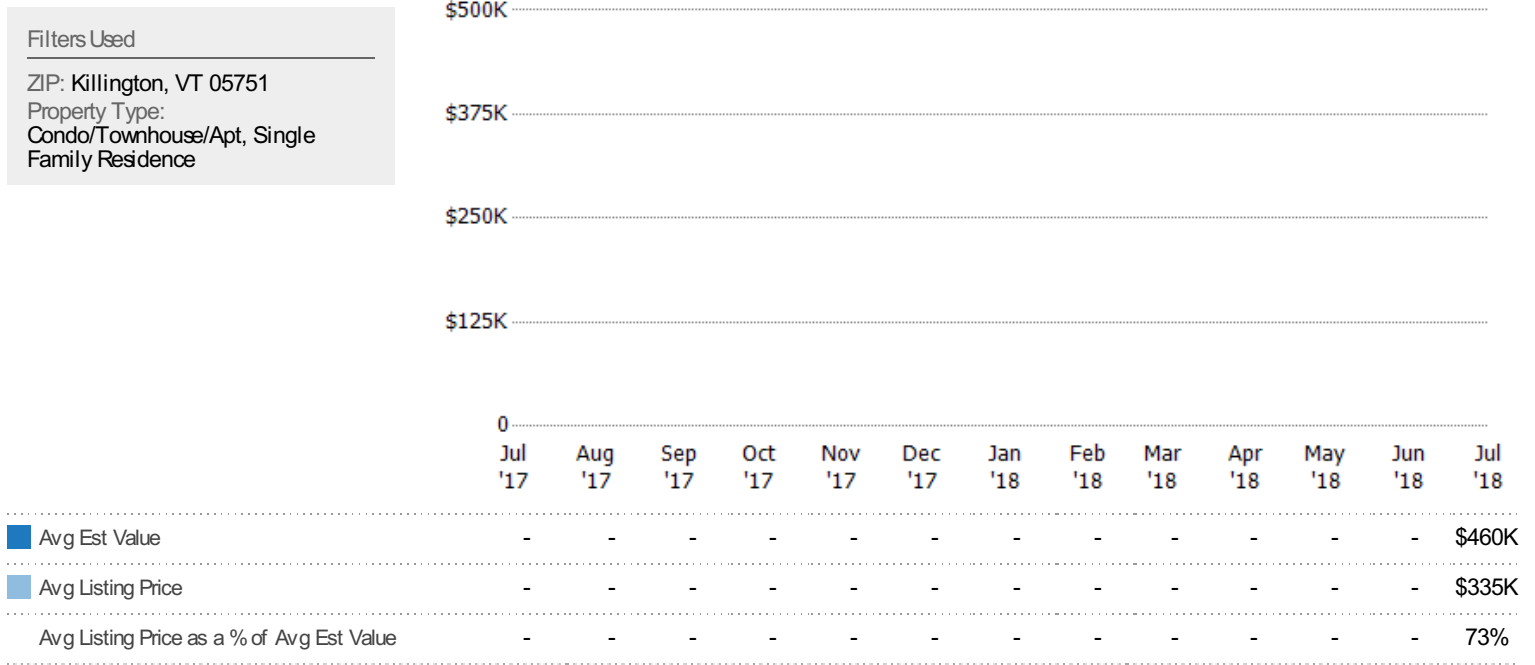 Filters Used
ZIP: Killington, VT 05751
Property Type:
Condo/Townhouse/Apt, Single
Family Residence
$500K
$375K
$250K
$125K
0
Jul Aug Sep Oct Nov Dec Jan Feb Mar Apr May Jun Jul
'17 '17 '17 '17 '17 '17 '18 '18 '18 '18 '18 '18 '18
Avg Est Value - - - - - - - - - - - - $460K
Avg Listing Price - - - - - - - - - - - - $335K
Avg Listing Price as a % of Avg Est Value - - - - - - - - - - - - 73%